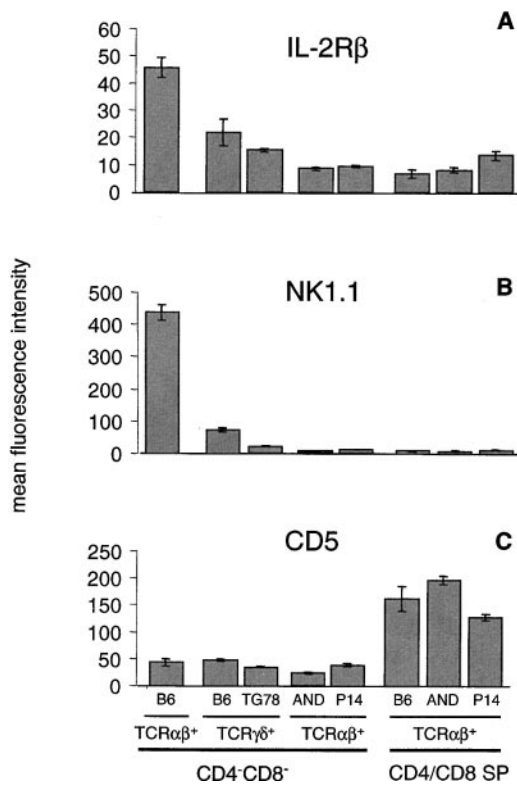 A
IL-2Rβ
60
50
40
30
20
10
0
B
NK1.1
500
400
300
200
100
0
mean fluorescence intensity
C
CD5
250
200
150
100
50
0
B6 B6 TG78 AND P14 B6 AND P14
TCRαβ⁺ TCRγδ⁺ TCRαβ⁺ TCRαβ⁺
CD4⁻CD8⁻ CD4/CD8 SP